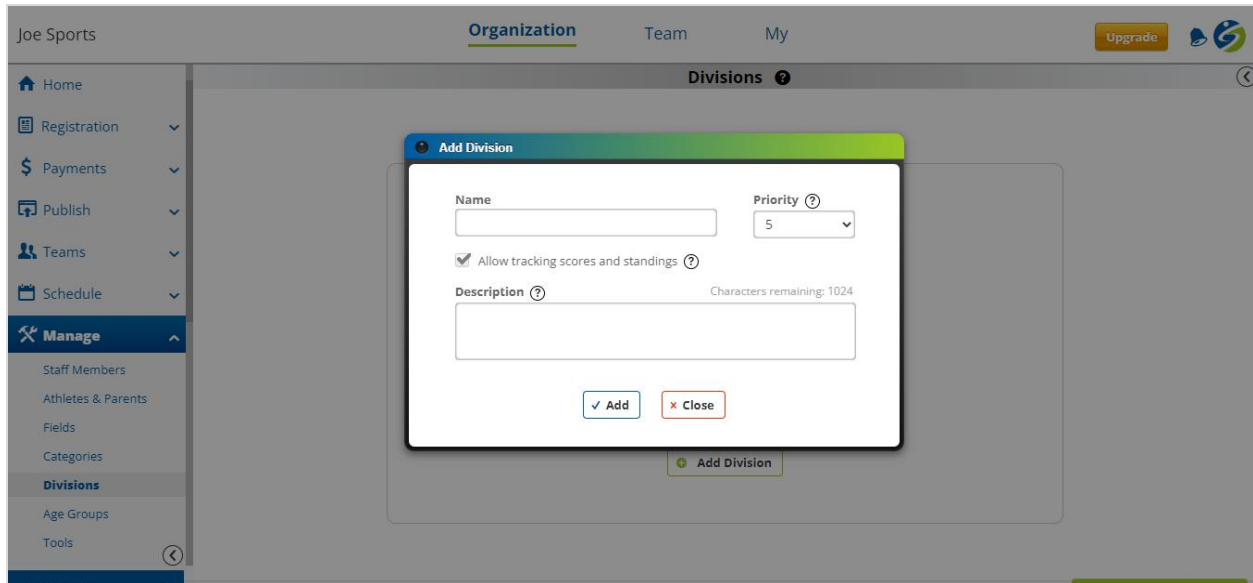 Joe Sports
Organization
Team
My
Upgrade
Home
Registration
Payments
Publish
Teams
Schedule
Manage
Staff Members
Athletes & Parents
Fields
Categories
Divisions
Age Groups
Tools
Divisions ?
Add Division
Name
Priority ?
5
Allow tracking scores and standings ?
Description ?
Characters remaining: 1024
Add
Close
Add Division